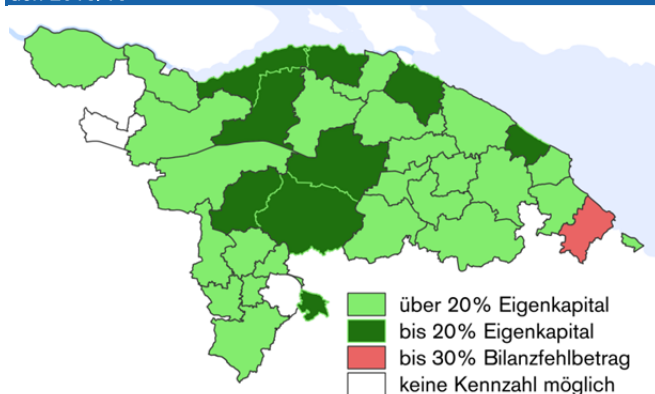 über 20% Eigenkapital
bis 20% Eigenkapital
bis 30% Bilanzfehlbetrag
keine Kennzahl möglich